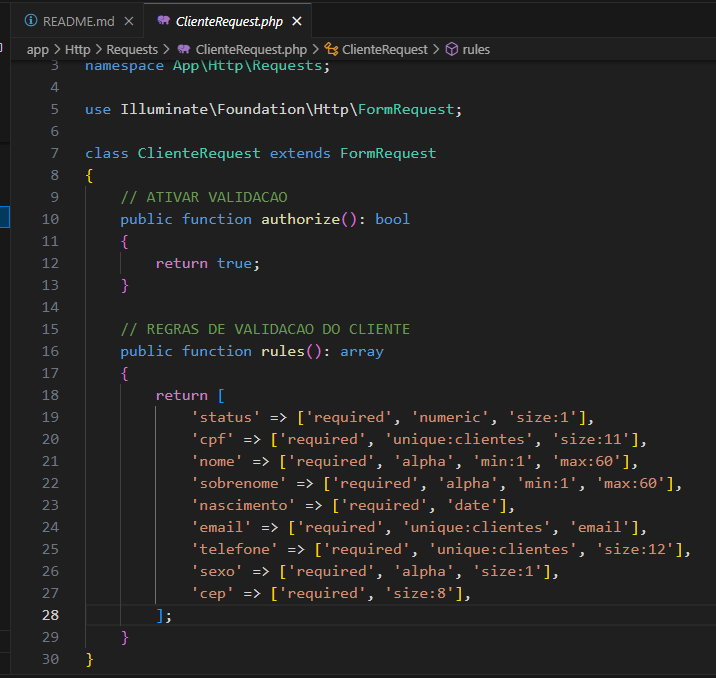 README.md
ClienteRequest.php
app > Http > Requests > ClienteRequest.php > ClienteRequest > rules
3 namespace App\Http\Requests;
4
5 use Illuminate\Foundation\Http\FormRequest;
6
7 class ClienteRequest extends FormRequest
8 {
9 // ATIVAR VALIDACAO
10 public function authorize(): bool
11 {
12 return true;
13 }
14
15 // REGRAS DE VALIDACAO DO CLIENTE
16 public function rules(): array
17 {
18 return [
19 'status' => ['required', 'numeric', 'size:1'],
20 'cpf' => ['required', 'unique:clientes', 'size:11'],
21 'nome' => ['required', 'alpha', 'min:1', 'max:60'],
22 'sobrenome' => ['required', 'alpha', 'min:1', 'max:60'],
23 'nascimento' => ['required', 'date'],
24 'email' => ['required', 'unique:clientes', 'email'],
25 'telefone' => ['required', 'unique:clientes', 'size:12'],
26 'sexo' => ['required', 'alpha', 'size:1'],
27 'cep' => ['required', 'size:8'],
28 ];
29 }
30 }